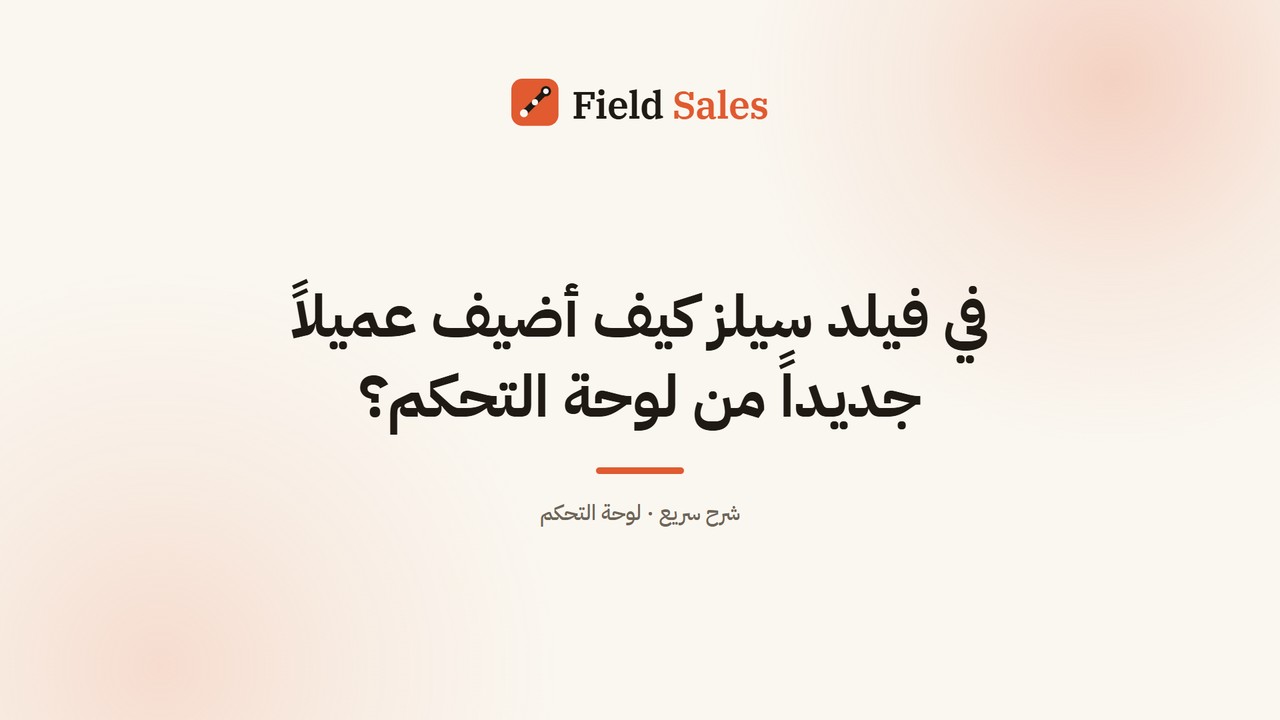 Field Sales
في فيلد سيلز كيف أضيف عميلاً
جديداً من لوحة التحكم؟
شرح سريع · لوحة التحكم